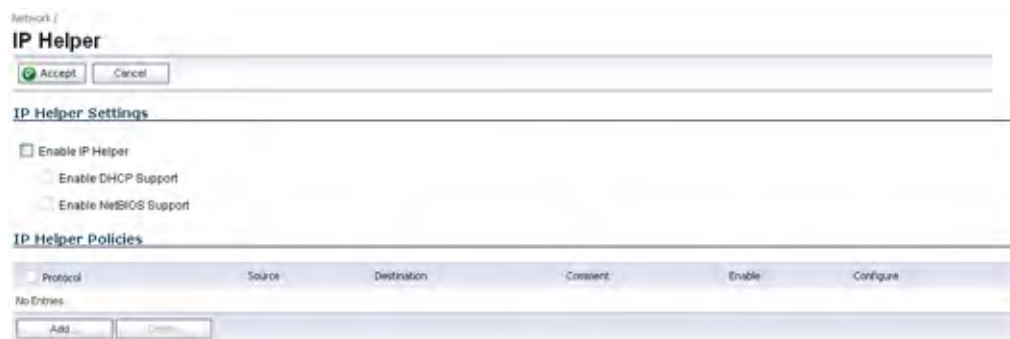 Network /
IP Helper
Accept Cancel
IP Helper Settings
Enable IP Helper
Enable DHCP Support
Enable NetBIOS Support
IP Helper Policies
Protocol Source Destination Comment Enable Configure
No Entries
Add... Delete...